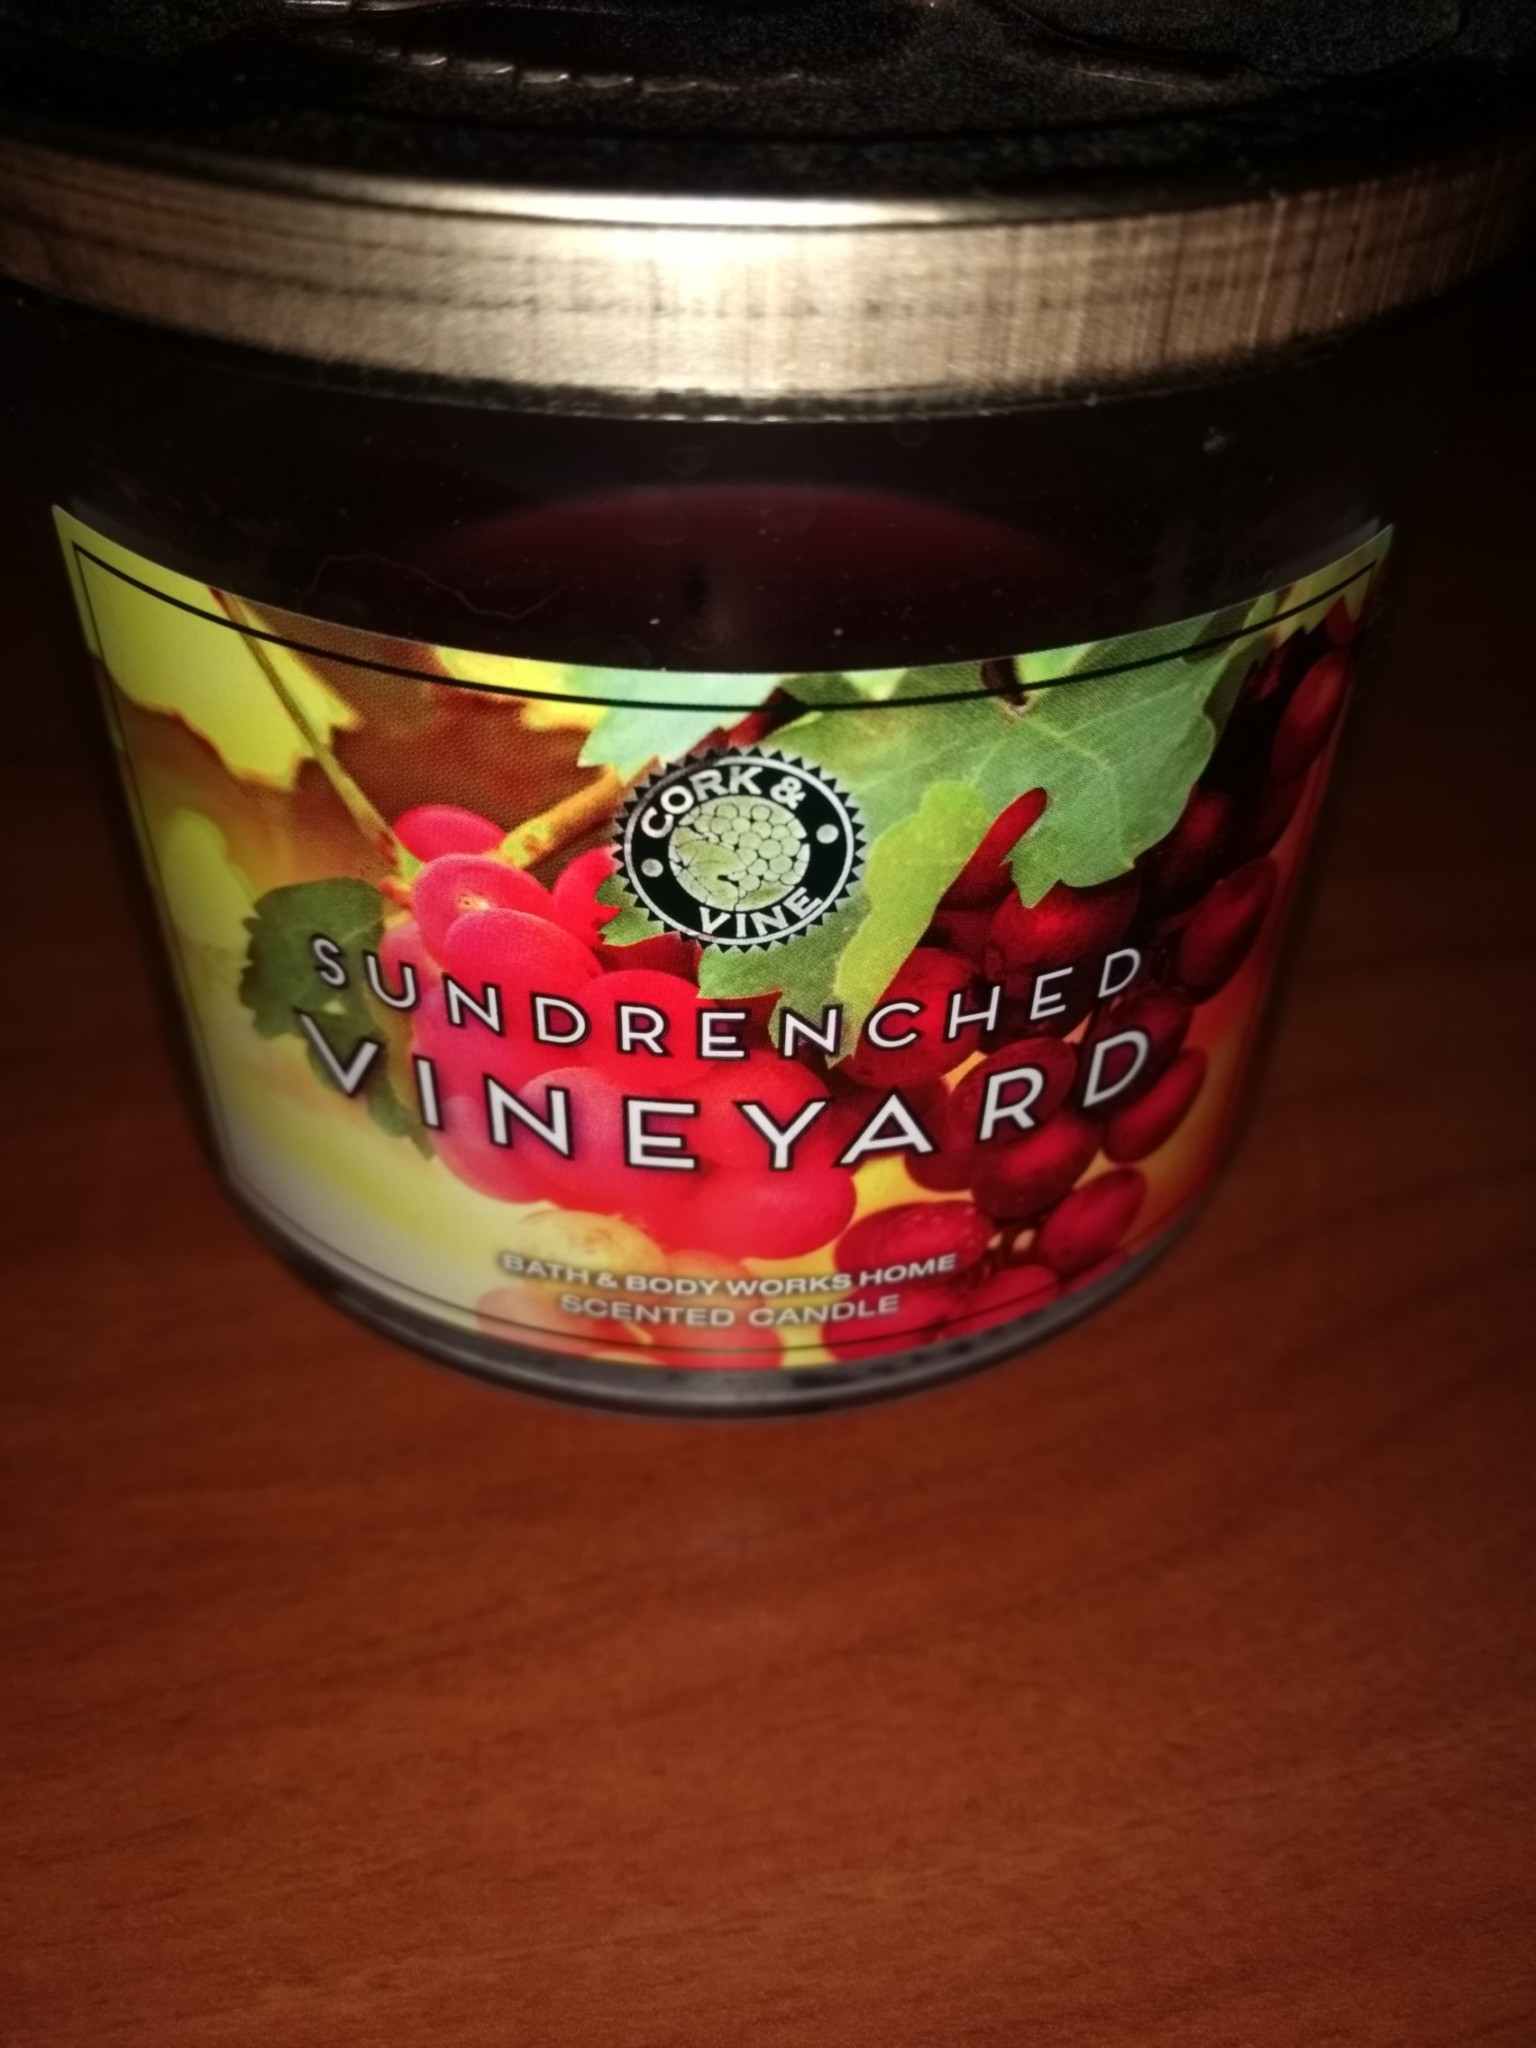 CORK &
VINE
SUNDRENCHED
VINEYARD
BATH & BODY WORKS HOME
SCENTED CANDLE